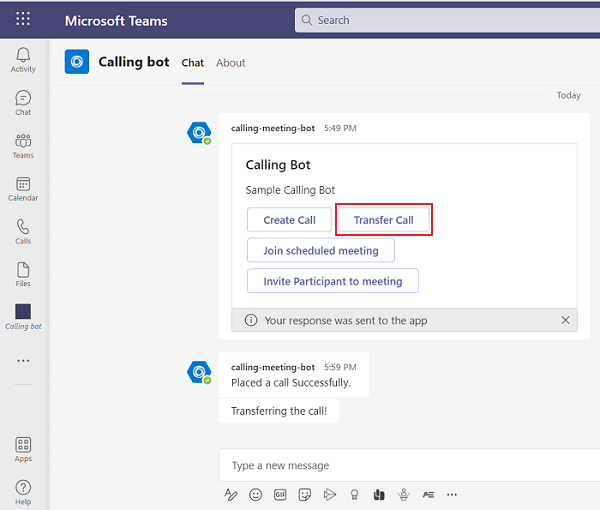 Microsoft Teams
Search
Activity
Chat
Teams
Calendar
Calls
Files
Calling bot
Apps
Help
Calling bot Chat About
Today
calling-meeting-bot 5:49 PM
Calling Bot
Sample Calling Bot
Create Call Transfer Call
Join scheduled meeting
Invite Participant to meeting
Your response was sent to the app
calling-meeting-bot 5:59 PM
Placed a call Successfully.
Transferring the call!
Type a new message
GIF